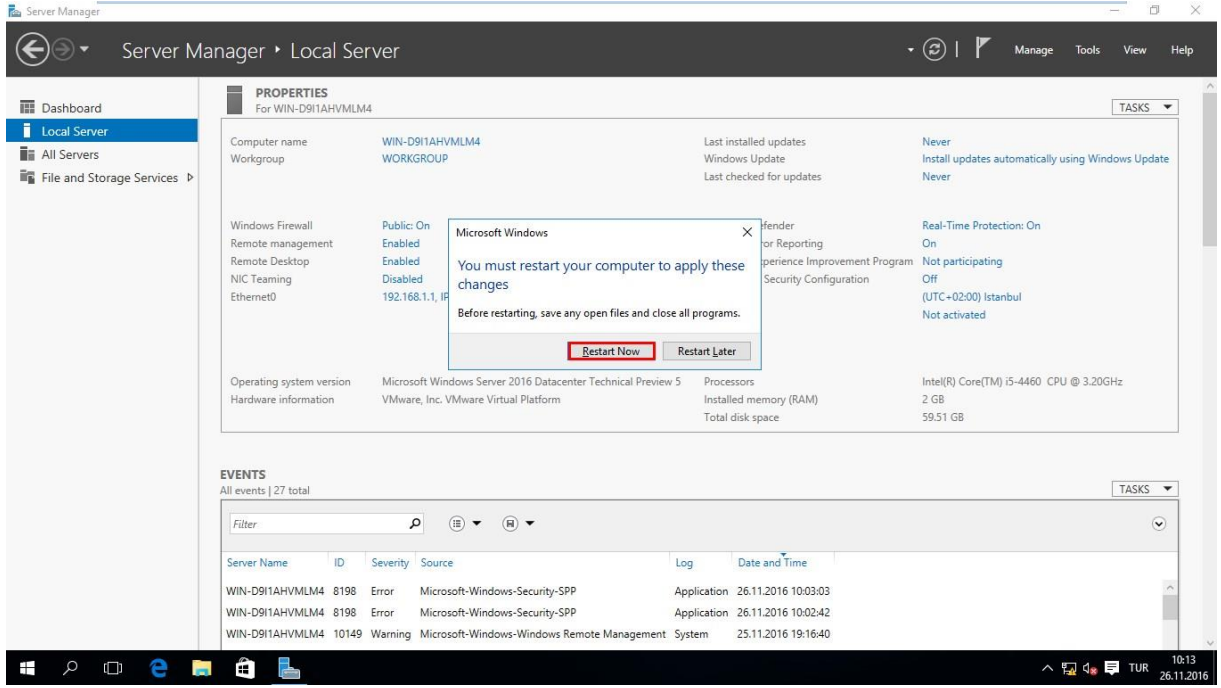 Server Manager
Server Manager • Local Server
Manage Tools View Help
Dashboard
Local Server
All Servers
File and Storage Services
PROPERTIES
For WIN-D9I1AHVMLM4
TASKS
Computer name WIN-D9I1AHVMLM4 Last installed updates Never
Workgroup WORKGROUP Windows Update Install updates automatically using Windows Update
Last checked for updates Never
Windows Firewall Public: On efender Real-Time Protection: On
Remote management Enabled or Reporting On
Remote Desktop Enabled perience Improvement Program Not participating
NIC Teaming Disabled Security Configuration Off
Ethernet0 192.168.1.1, IP (UTC+02:00) Istanbul
Not activated
Microsoft Windows
You must restart your computer to apply these
changes
Before restarting, save any open files and close all programs.
Restart Now Restart Later
Operating system version Microsoft Windows Server 2016 Datacenter Technical Preview 5 Processors Intel(R) Core(TM) i5-4460 CPU @ 3.20GHz
Hardware information VMware, Inc. VMware Virtual Platform Installed memory (RAM) 2 GB
Total disk space 59.51 GB
EVENTS
All events | 27 total
TASKS
Filter
Server Name ID Severity Source Log Date and Time
WIN-D9I1AHVMLM4 8198 Error Microsoft-Windows-Security-SPP Application 26.11.2016 10:03:03
WIN-D9I1AHVMLM4 8198 Error Microsoft-Windows-Security-SPP Application 26.11.2016 10:02:42
WIN-D9I1AHVMLM4 10149 Warning Microsoft-Windows-Windows Remote Management System 25.11.2016 19:16:40
TUR
10:13
26.11.2016